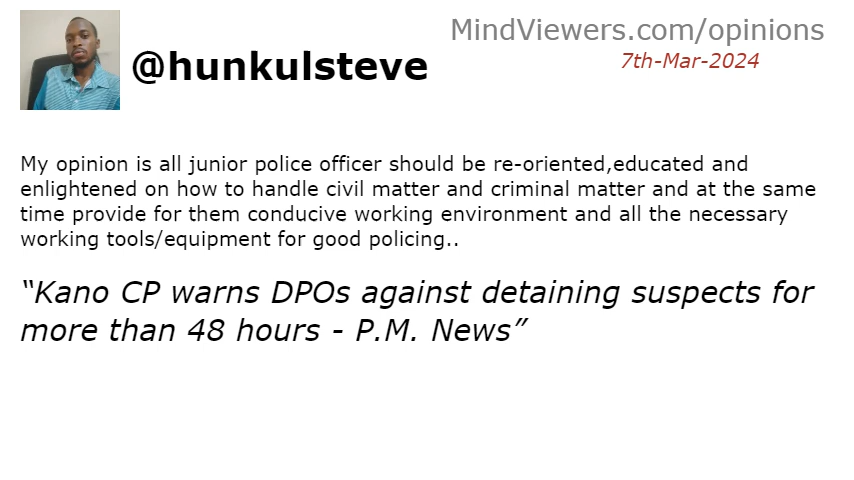 MindViewers.com/opinions
@hunkulsteve
7th-Mar-2024
My opinion is all junior police officer should be re-oriented,educated and
enlightened on how to handle civil matter and criminal matter and at the same
time provide for them conducive working environment and all the necessary
working tools/equipment for good policing..
“Kano CP warns DPOs against detaining suspects for
more than 48 hours - P.M. News”